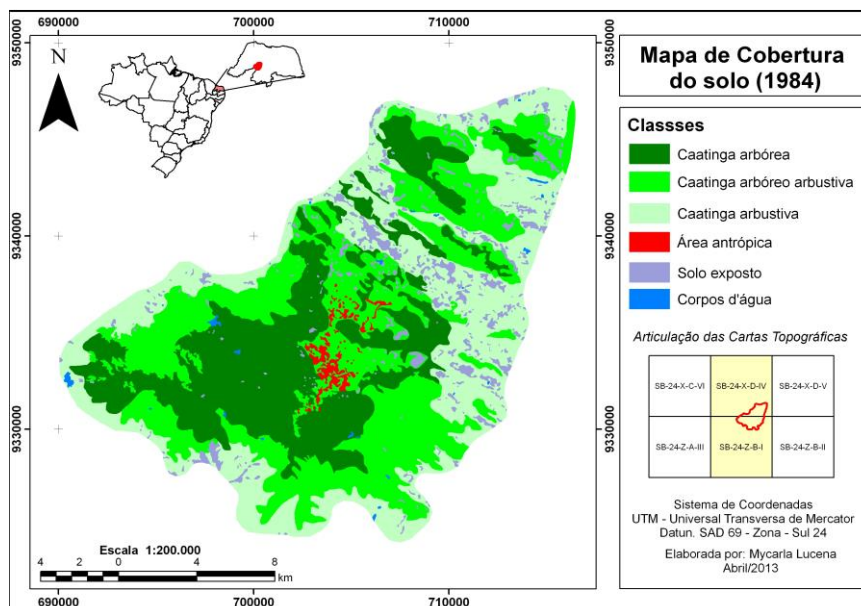 690000
700000
710000
9350000
9350000
N
9340000
9340000
9330000
9330000
Escala 1:200.000
4 2 0 4 8
km
690000
700000
710000
Mapa de Cobertura
do solo (1984)
Classses
Caatinga arbórea
Caatinga arbóreo arbustiva
Caatinga arbustiva
Área antrópica
Solo exposto
Corpos d'água
Articulação das Cartas Topográficas
SB-24-X-C-VI SB-24-X-D-IV SB-24-X-D-V
SB-24-Z-A-III SB-24-Z-B-I SB-24-Z-B-II
Sistema de Coordenadas
UTM - Universal Transversa de Mercator
Datun. SAD 69 - Zona - Sul 24
Elaborada por: Mycarla Lucena
Abril/2013